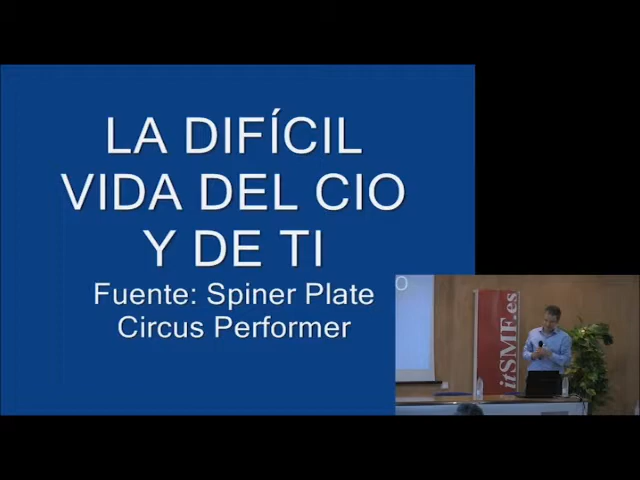 LA DIFÍCIL
VIDA DEL CIO
Y DE TI
Fuente: Spiner Plate
Circus Performer
O
itSMF.es